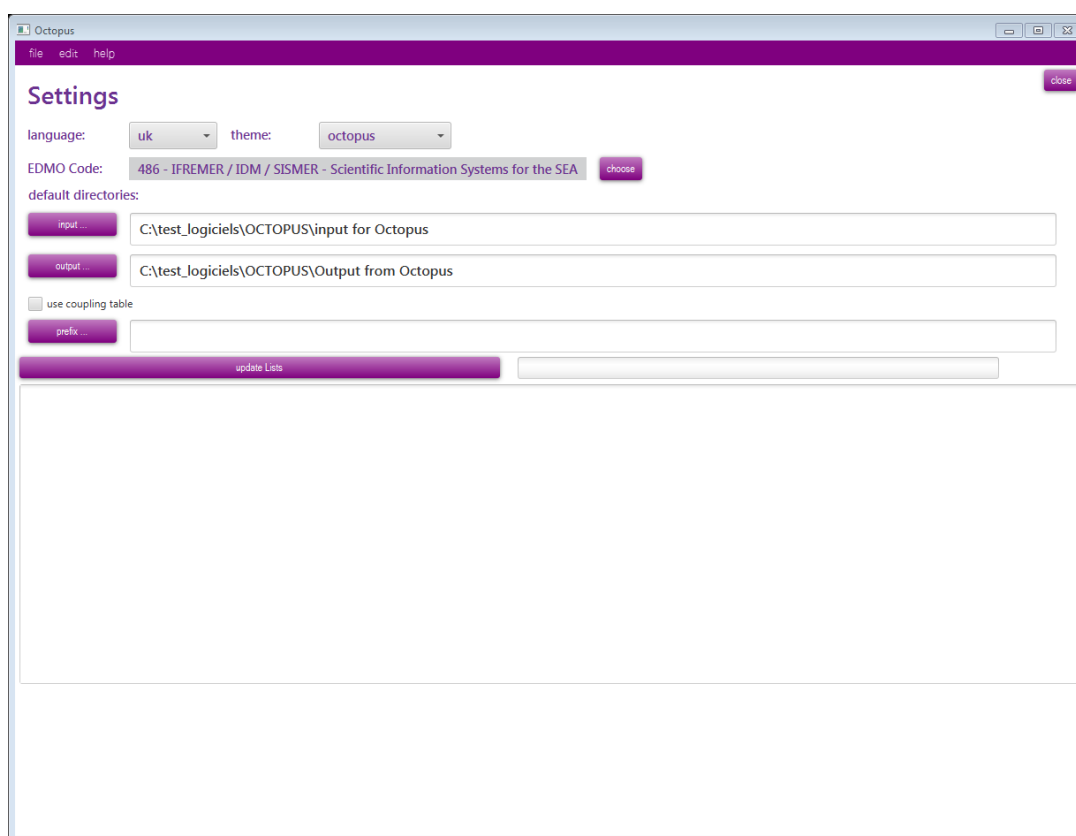 Octopus
file edit help
close
Settings
language: uk theme: octopus
EDMO Code: 486 - IFREMER / IDM / SISMER - Scientific Information Systems for the SEA choose
default directories:
input ... C:\test_logiciels\OCTOPUS\input for Octopus
output ... C:\test_logiciels\OCTOPUS\Output from Octopus
use coupling table
prefix ...
update Lists